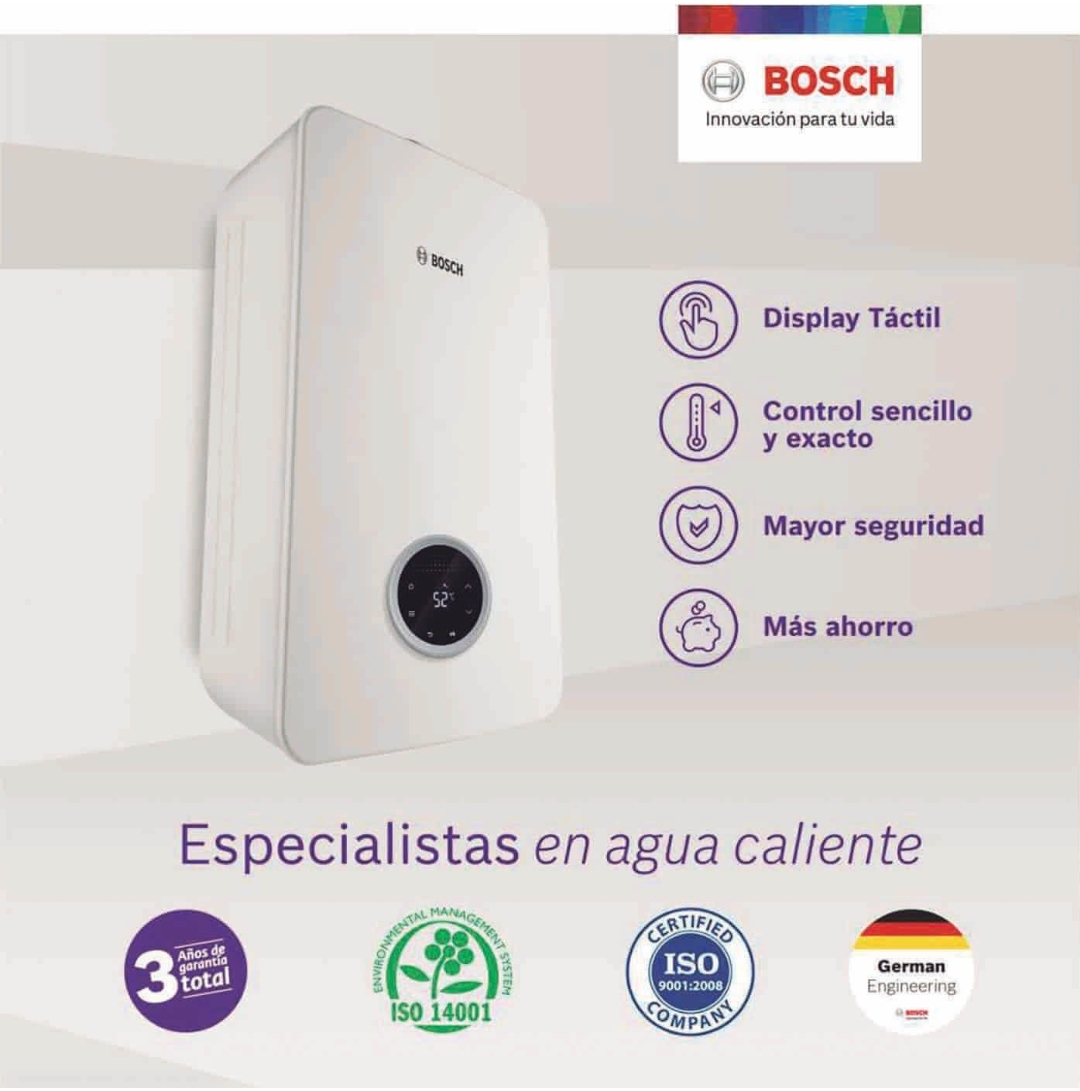 BOSCH
Innovación para tu vida
BOSCH
Display Táctil
Control sencillo
y exacto
Mayor seguridad
52°C
Más ahorro
Especialistas en agua caliente
3 Años de
garantía
total
ENVIRONMENTAL MANAGEMENT SYSTEM
ISO 14001
CERTIFIED
ISO
9001:2008
COMPANY
German
Engineering
BOSCH